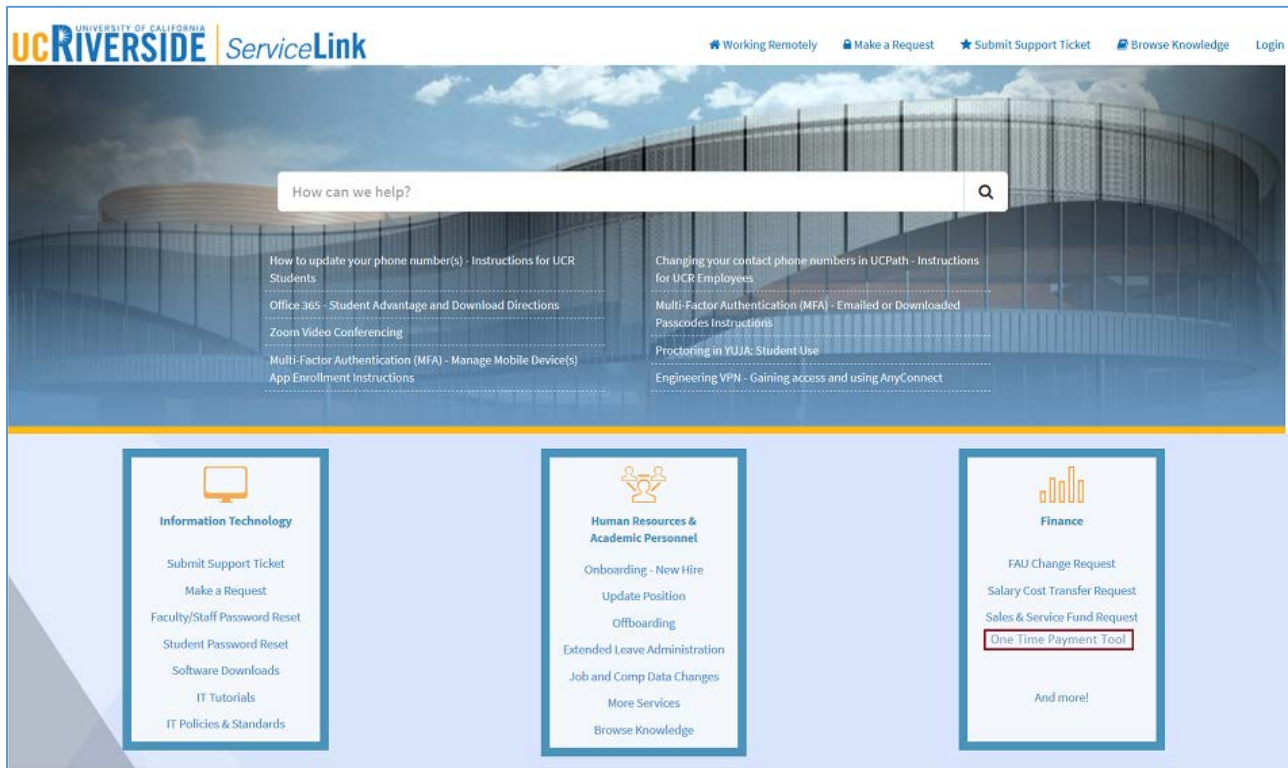 UNIVERSITY OF CALIFORNIA
UCRIVERSIDE ServiceLink
Working Remotely Make a Request Submit Support Ticket Browse Knowledge Login
How can we help?
How to update your phone number(s) - Instructions for UCR
Students
Office 365 - Student Advantage and Download Directions
Zoom Video Conferencing
Multi-Factor Authentication (MFA) - Manage Mobile Device(s)
App Enrollment Instructions
Changing your contact phone numbers in UCPath - Instructions
for UCR Employees
Multi-Factor Authentication (MFA) - Emailed or Downloaded
Passcodes Instructions
Proctoring in YUJA: Student Use
Engineering VPN - Gaining access and using AnyConnect
Information Technology
Submit Support Ticket
Make a Request
Faculty/Staff Password Reset
Student Password Reset
Software Downloads
IT Tutorials
IT Policies & Standards
Human Resources &
Academic Personnel
Onboarding - New Hire
Update Position
Offboarding
Extended Leave Administration
Job and Comp Data Changes
More Services
Browse Knowledge
Finance
FAU Change Request
Salary Cost Transfer Request
Sales & Service Fund Request
One Time Payment Tool
And more!